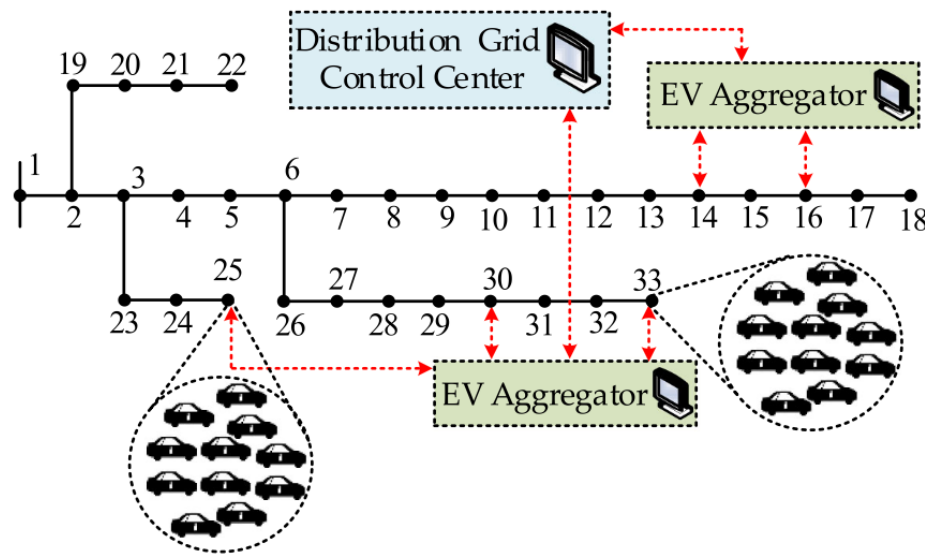 Distribution Grid
Control Center
EV Aggregator
19 20 21 22
1 3 6
2 4 5 7 8 9 10 11 12 13 14 15 16 17 18
25 27 30 33
23 24 26 28 29 31 32
EV Aggregator